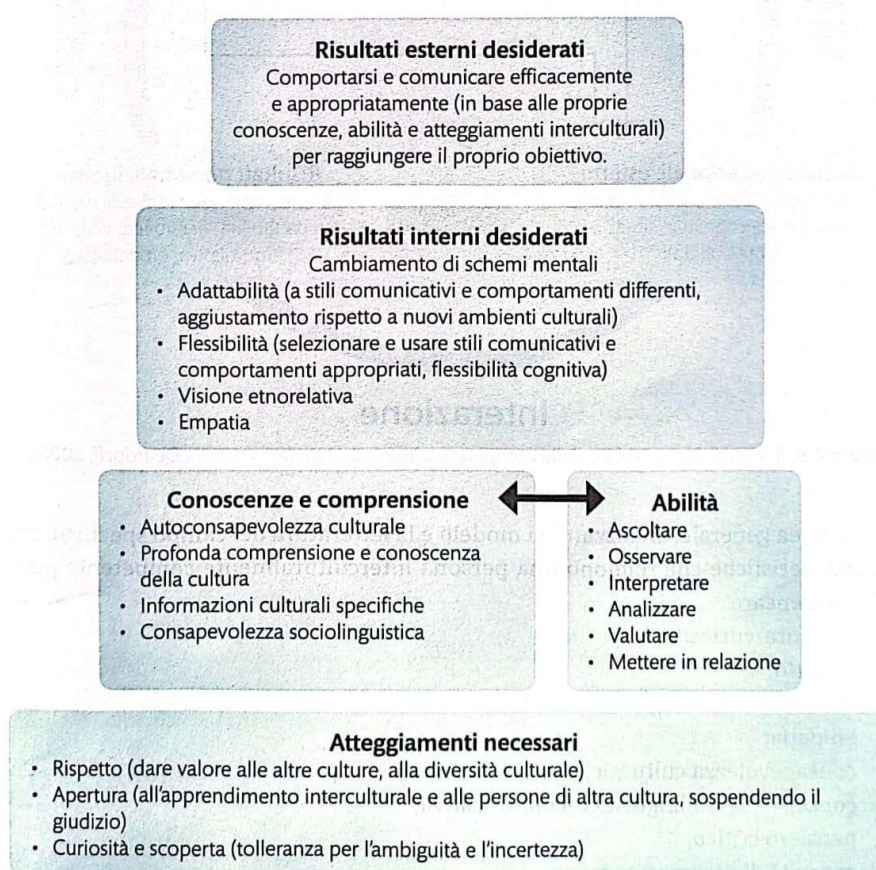 Risultati esterni desiderati
Comportarsi e comunicare efficacemente
e appropriatamente (in base alle proprie
conoscenze, abilità e atteggiamenti interculturali)
per raggiungere il proprio obiettivo.
Risultati interni desiderati
Cambiamento di schemi mentali
• Adattabilità (a stili comunicativi e comportamenti differenti,
aggiustamento rispetto a nuovi ambienti culturali)
• Flessibilità (selezionare e usare stili comunicativi e
comportamenti appropriati, flessibilità cognitiva)
• Visione etnorelativa
• Empatia
Interazione
Conoscenze e comprensione
• Autoconsapevolezza culturale
• Profonda comprensione e conoscenza
della cultura
• Informazioni culturali specifiche
• Consapevolezza sociolinguistica
Abilità
• Ascoltare
• Osservare
• Interpretare
• Analizzare
• Valutare
• Mettere in relazione
Atteggiamenti necessari
• Rispetto (dare valore alle altre culture, alla diversità culturale)
• Apertura (all'apprendimento interculturale e alle persone di altra cultura, sospendendo il
giudizio)
• Curiosità e scoperta (tolleranza per l'ambiguità e l'incertezza)